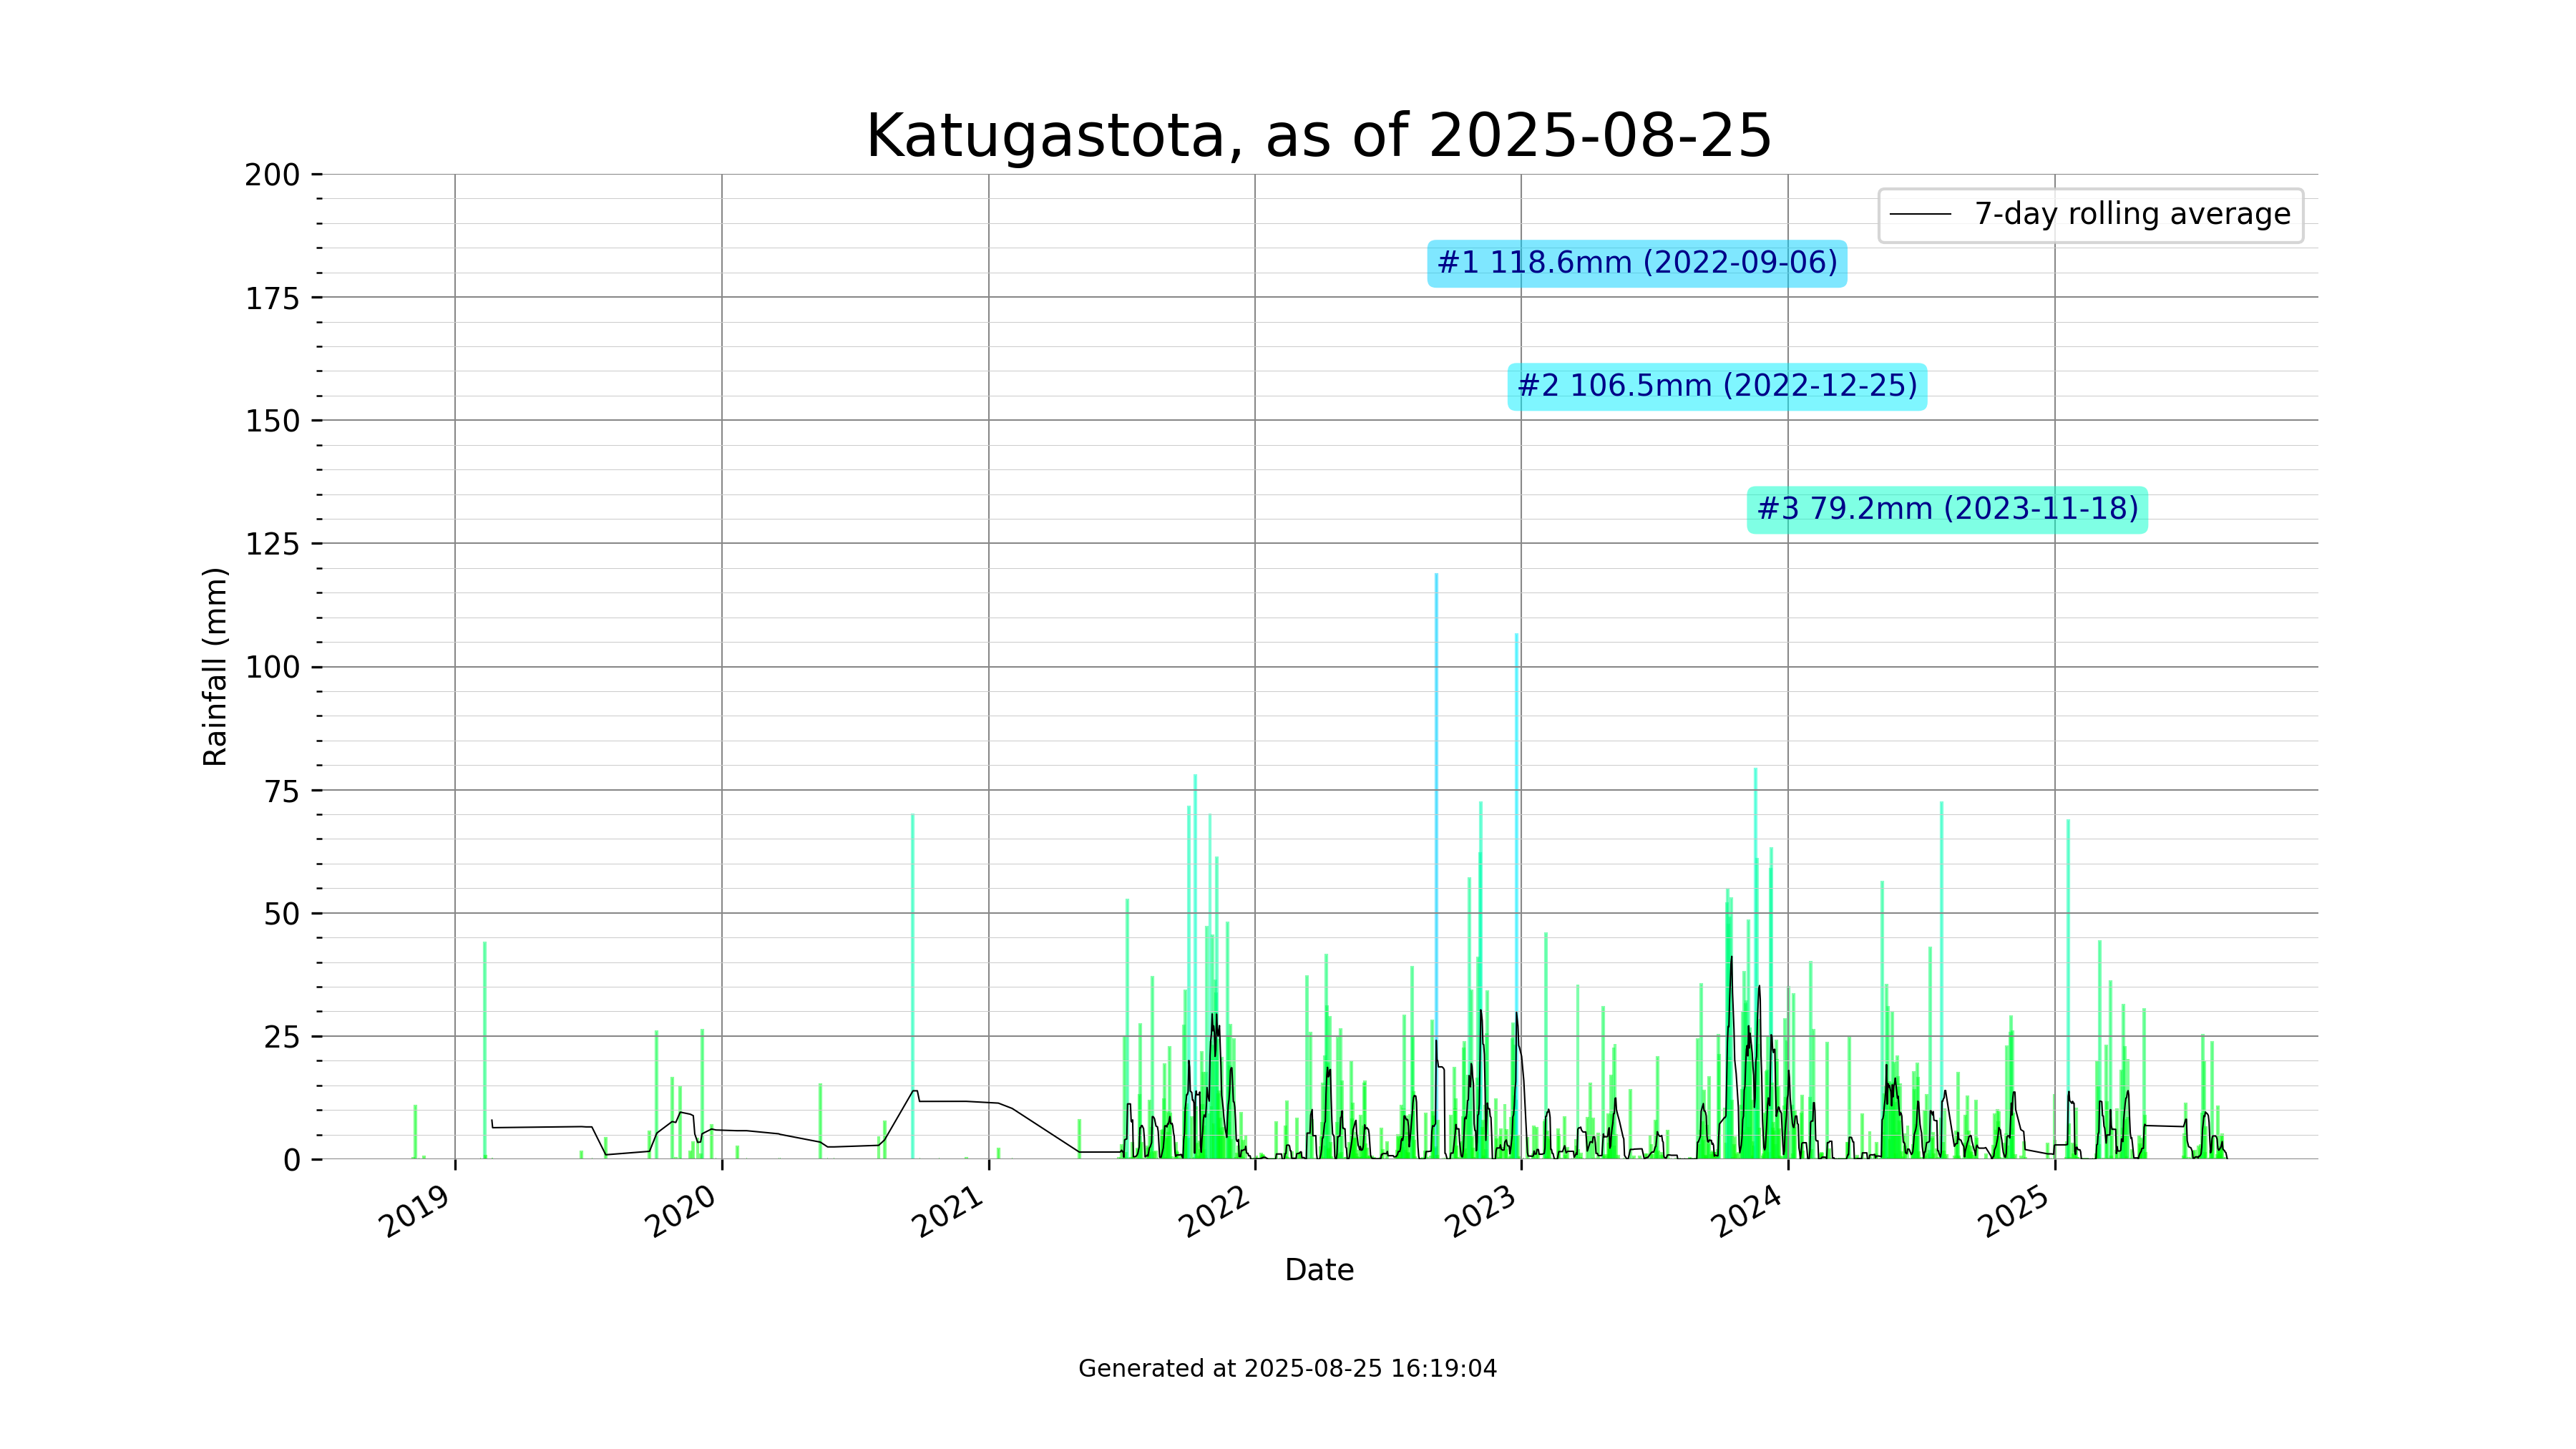 Katugastota, as of 2025-08-25
200
175
150
125
100
75
50
25
0
Rainfall (mm)
7-day rolling average
#1 118.6mm (2022-09-06)
#2 106.5mm (2022-12-25)
#3 79.2mm (2023-11-18)
2019
2020
2021
2022
2023
2024
2025
Date
Generated at 2025-08-25 16:19:04